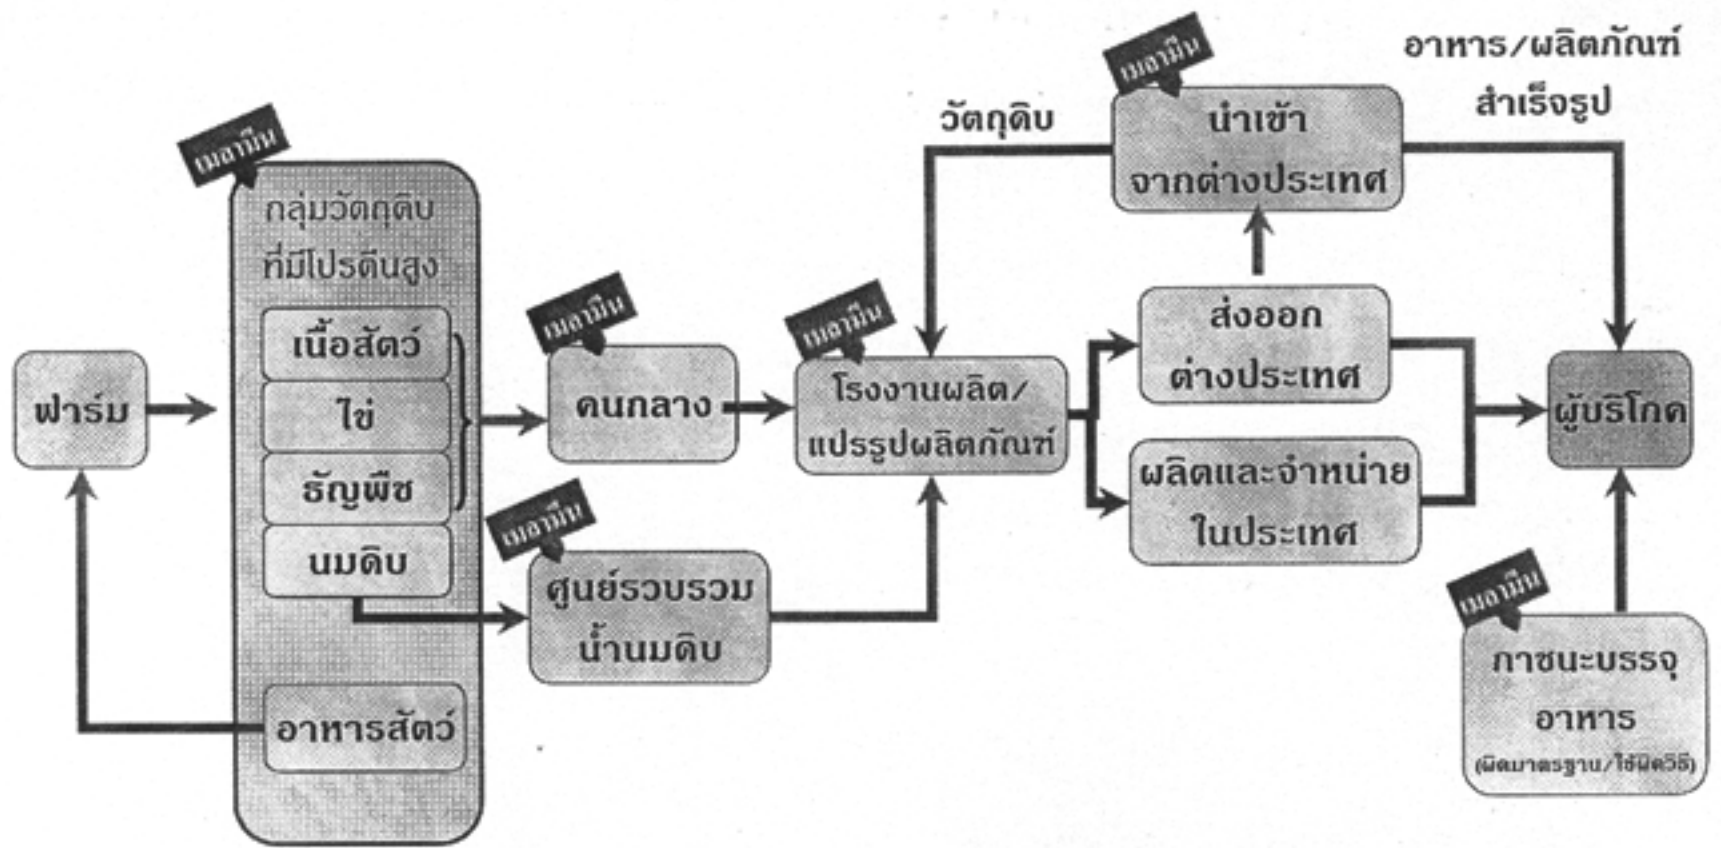 เมลามีน
อาหาร/ผลิตภัณฑ์
สำเร็จรูป
วัตถุดิบ
นำเข้า
จากต่างประเทศ
เมลามีน
กลุ่มวัตถุดิบ
ที่มีโปรตีนสูง
เนื้อสัตว์
ไข่
ธัญพืช
นมดิบ
อาหารสัตว์
ฟาร์ม
เมลามีน
คนกลาง
เมลามีน
ศูนย์รวบรวม
น้ำนมดิบ
เมลามีน
โรงงานผลิต/
แปรรูปผลิตภัณฑ์
ส่งออก
ต่างประเทศ
ผลิตและจำหน่าย
ในประเทศ
ผู้บริโภค
เมลามีน
ภาชนะบรรจุ
อาหาร
(ผิดมาตรฐาน/ใช้ผิดวิธี)